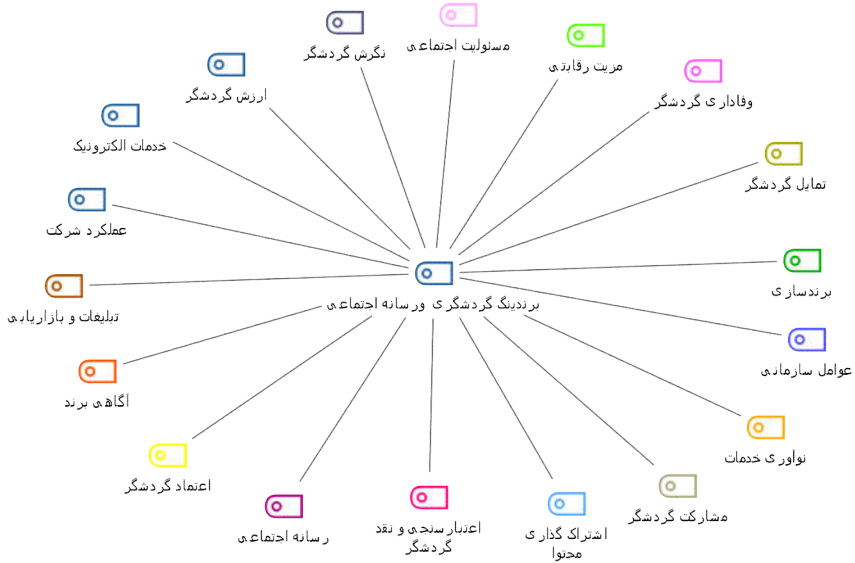 مسئولیت اجتماعی
نگرش گردشگر
مزیت رقابتی
ارزش گردشگر
وفاداری گردشگر
خدمات الکترونیک
تمایل گردشگر
عملکرد شرکت
برندسازی
برندینگ گردشگری ورسانه اجتماعی
تبلیغات و بازاریابی
عوامل سازمانی
آگاهی برند
نوآوری خدمات
اعتماد گردشگر
مشارکت گردشگر
رسانه اجتماعی
اعتبارسنجی و نقد
گردشگر
اشتراک گذاری
محتوا